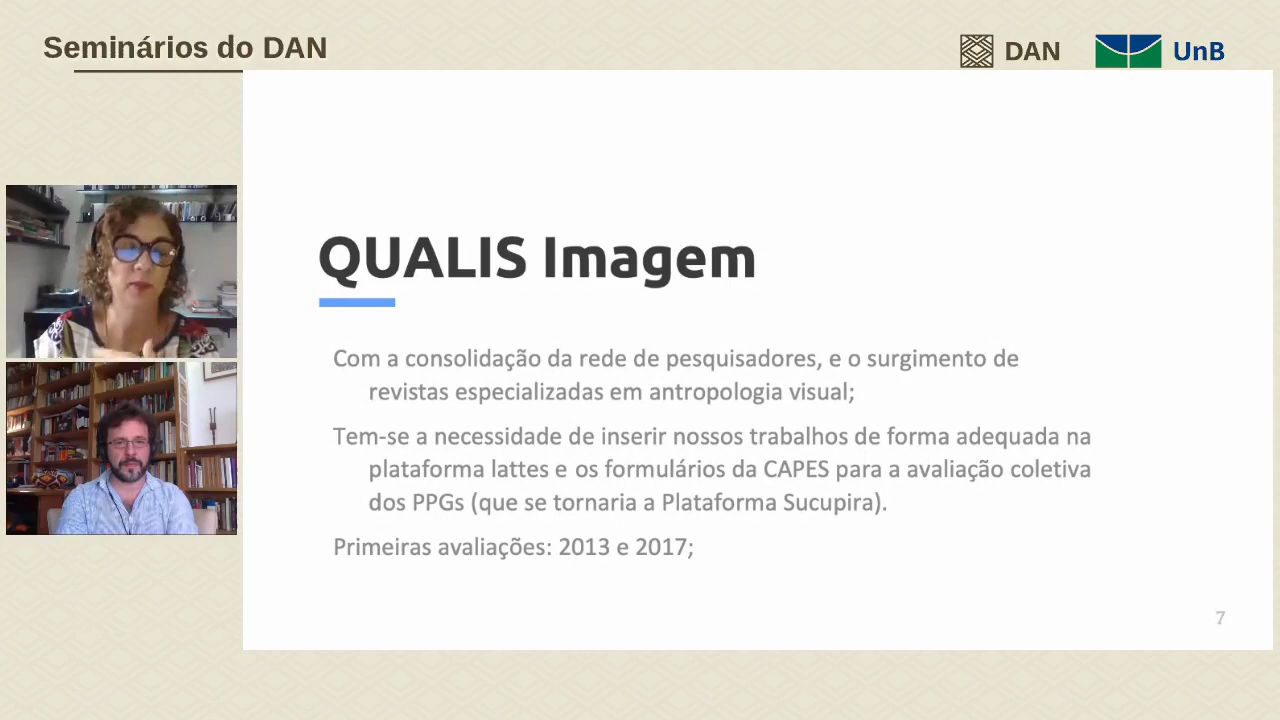 Seminários do DAN
DAN
UnB
QUALIS Imagem
Com a consolidação da rede de pesquisadores, e o surgimento de
revistas especializadas em antropologia visual;
Tem-se a necessidade de inserir nossos trabalhos de forma adequada na
plataforma lattes e os formulários da CAPES para a avaliação coletiva
dos PPGs (que se tornaria a Plataforma Sucupira).
Primeiras avaliações: 2013 e 2017;
7